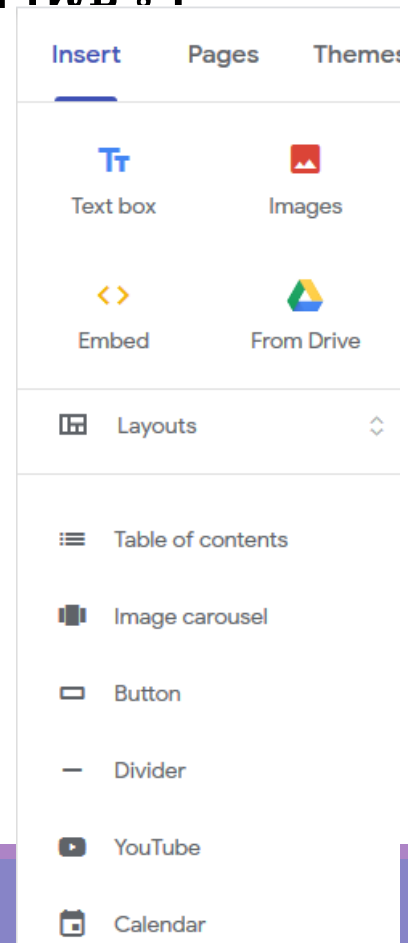 Insert Pages Themes
Text box Images
Embed From Drive
Layouts
Table of contents
Image carousel
Button
Divider
YouTube
Calendar